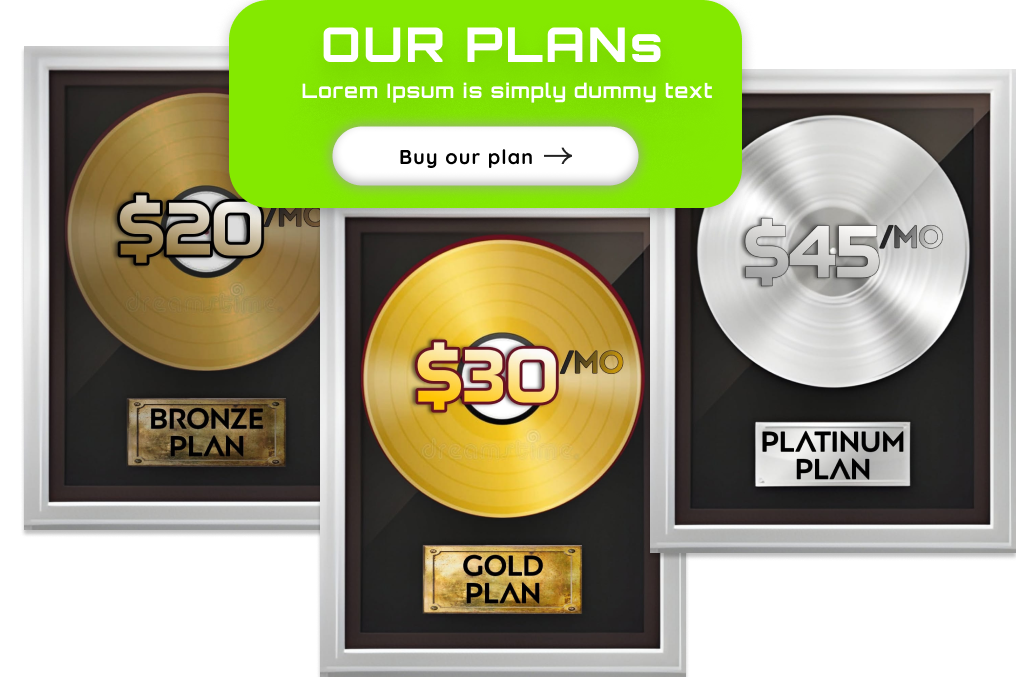 OUR PLANs
Lorem Ipsum is simply dummy text
Buy our plan →
$20/MO
BRONZE
PLAN
$30/MO
GOLD
PLAN
$45/MO
PLATINUM
PLAN